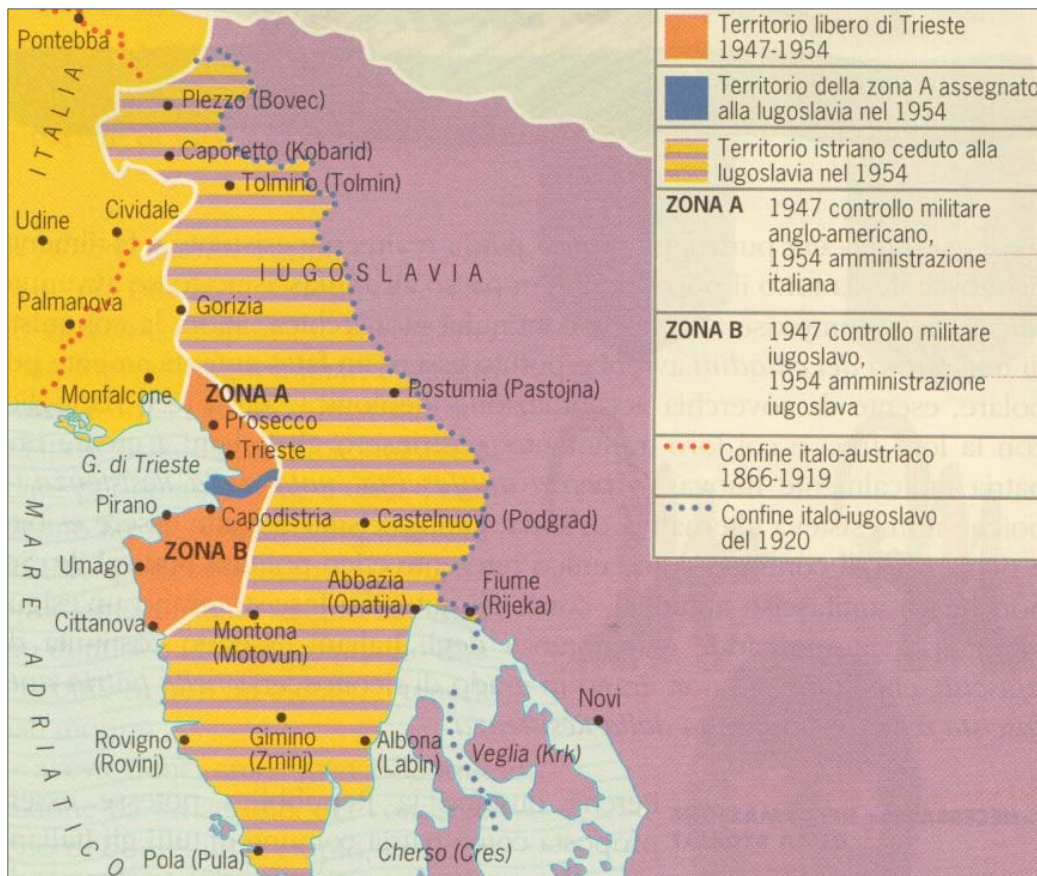 Pontebba
ITALIA
Plezzo (Bovec)
Caporetto (Kobarid)
Tolmino (Tolmin)
Cividale
Udine
IUGOSLAVIA
Palmanova
Gorizia
Monfalcone
ZONA A
Prosecco
Trieste
G. di Trieste
Postumia (Pastojna)
Pirano
Capodistria
Castelnuovo (Podgrad)
ZONA B
Umago
Abbazia
(Opatija)
Fiume
(Rijeka)
Cittanova
Montona
(Motovun)
MARE ADRIATICO
Novi
Rovigno
(Rovinj)
Gimino
(Zminj)
Albona
(Labin)
Veglia (Krk)
Pola (Pula)
Cherso (Cres)
Territorio libero di Trieste
1947-1954
Territorio della zona A assegnato
alla Iugoslavia nel 1954
Territorio istriano ceduto alla
Iugoslavia nel 1954
ZONA A 1947 controllo militare
anglo-americano,
1954 amministrazione
italiana
ZONA B 1947 controllo militare
iugoslavo,
1954 amministrazione
iugoslava
Confine italo-austriaco
1866-1919
Confine italo-iugoslavo
del 1920